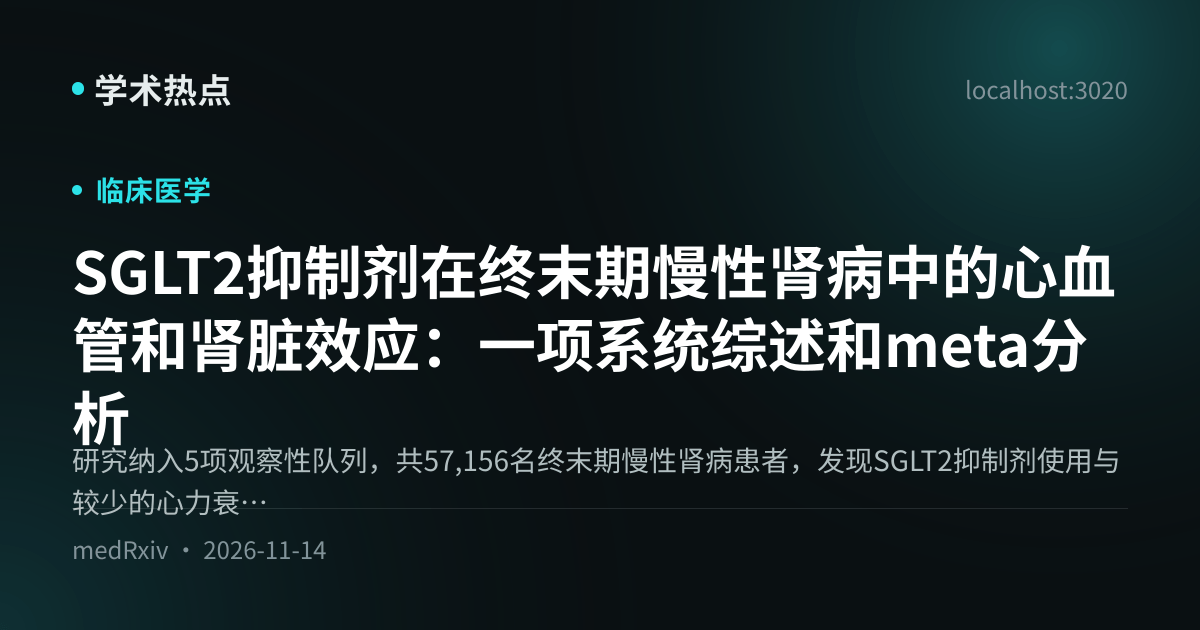 学术热点
localhost:3020
临床医学
SGLT2抑制剂在终末期慢性肾病中的心血
管和肾脏效应：一项系统综述和meta分
析
研究纳入5项观察性队列，共57,156名终末期慢性肾病患者，发现SGLT2抑制剂使用与
较少的心力衰…
medRxiv • 2026-11-14